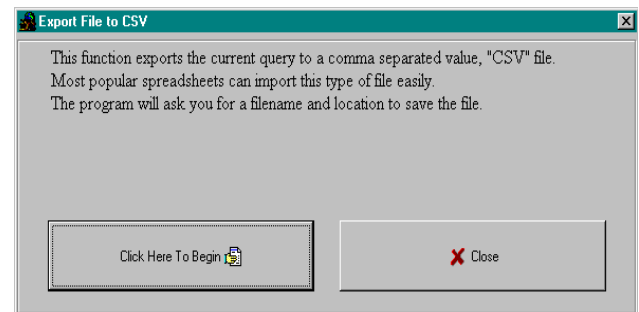 Export File to CSV
This function exports the current query to a comma separated value, "CSV" file.
Most popular spreadsheets can import this type of file easily.
The program will ask you for a filename and location to save the file.
Click Here To Begin
Close